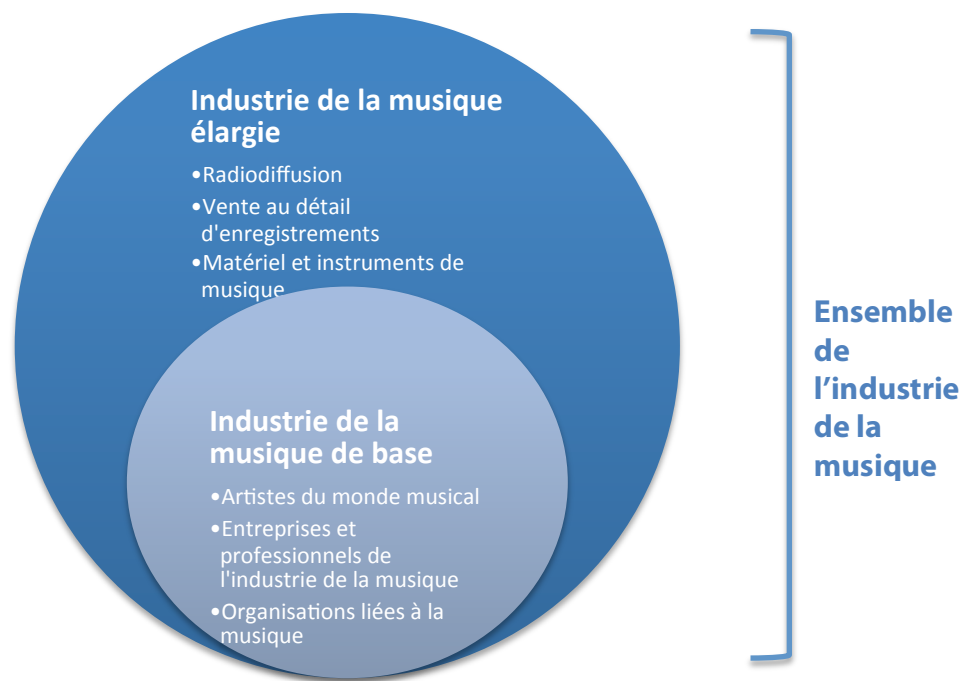 Industrie de la musique
élargie
•Radiodiffusion
•Vente au détail
d'enregistrements
•Matériel et instruments de
musique
Industrie de la
musique de base
•Artistes du monde musical
•Entreprises et
professionnels de
l'industrie de la musique
•Organisations liées à la
musique
Ensemble
de
l’industrie
de la
musique